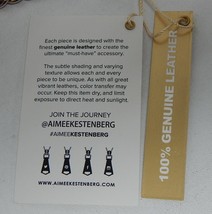 Each piece is designed with the
finest genuine leather to create the
ultimate "must-have" accessory.
The subtle shading and varying
texture allows each and every
piece to be unique. As with all
great vibrant leathers, color transfer may
occur. Keep this item dry, and limit
exposure to direct heat and sunlight.
JOIN THE JOURNEY
@AIMEEKESTENBERG
#AIMEEKESTENBERG
WWW.AIMEEKESTENBERG.COM
100% GENUINE LEATHER